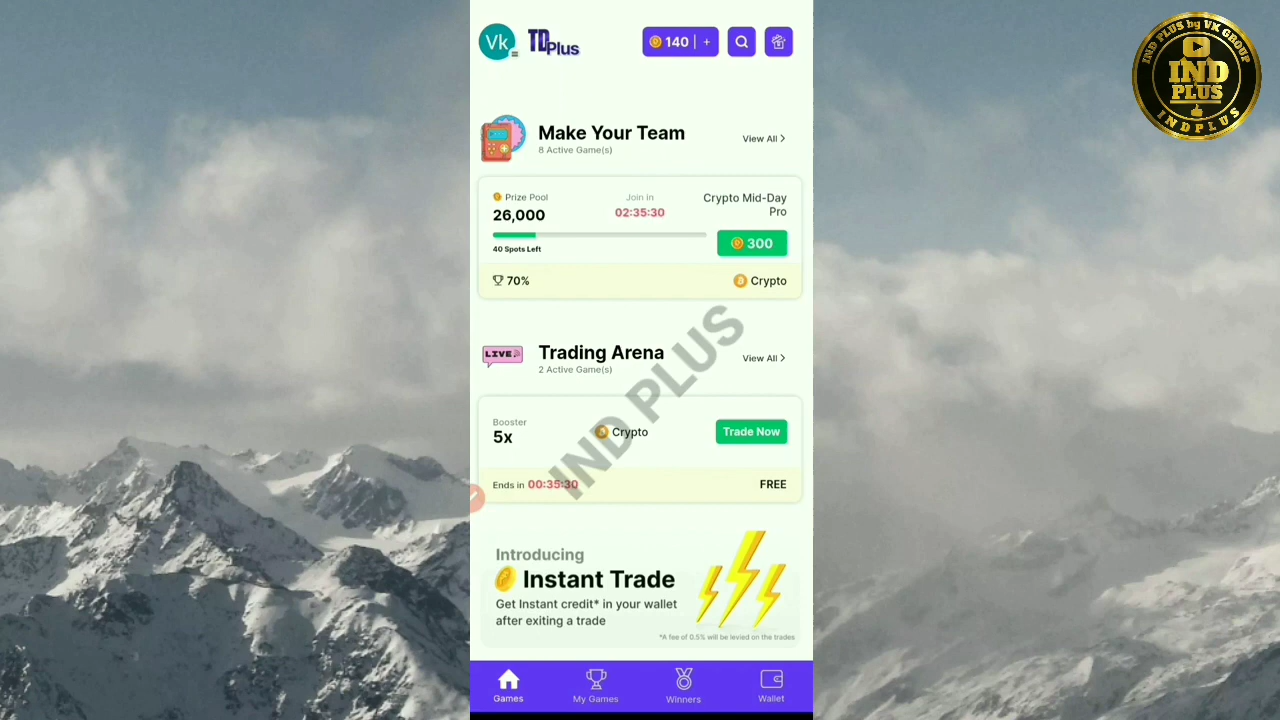 Vk
TDPlus
140 | +
Make Your Team
8 Active Game(s)
View All >
Prize Pool
26,000
Join in
02:35:30
Crypto Mid-Day
Pro
40 Spots Left
300
70%
Crypto
LIVE
Trading Arena
2 Active Game(s)
View All >
Booster
5x
Crypto
Trade Now
Ends in 00:35:30
FREE
IND PLUS
Introducing
Instant Trade
Get Instant credit* in your wallet
after exiting a trade
*A fee of 0.5% will be levied on the trades
Games
My Games
Winners
Wallet
IND PLUS by VK GROUP
IND
PLUS
INDPLUS